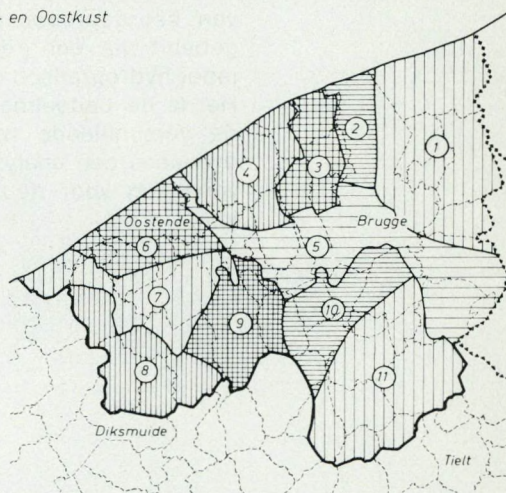 - en Oostkust
2
1
3
4
Oostende
Brugge
5
6
7
10
9
8
11
Diksmuide
Tielt